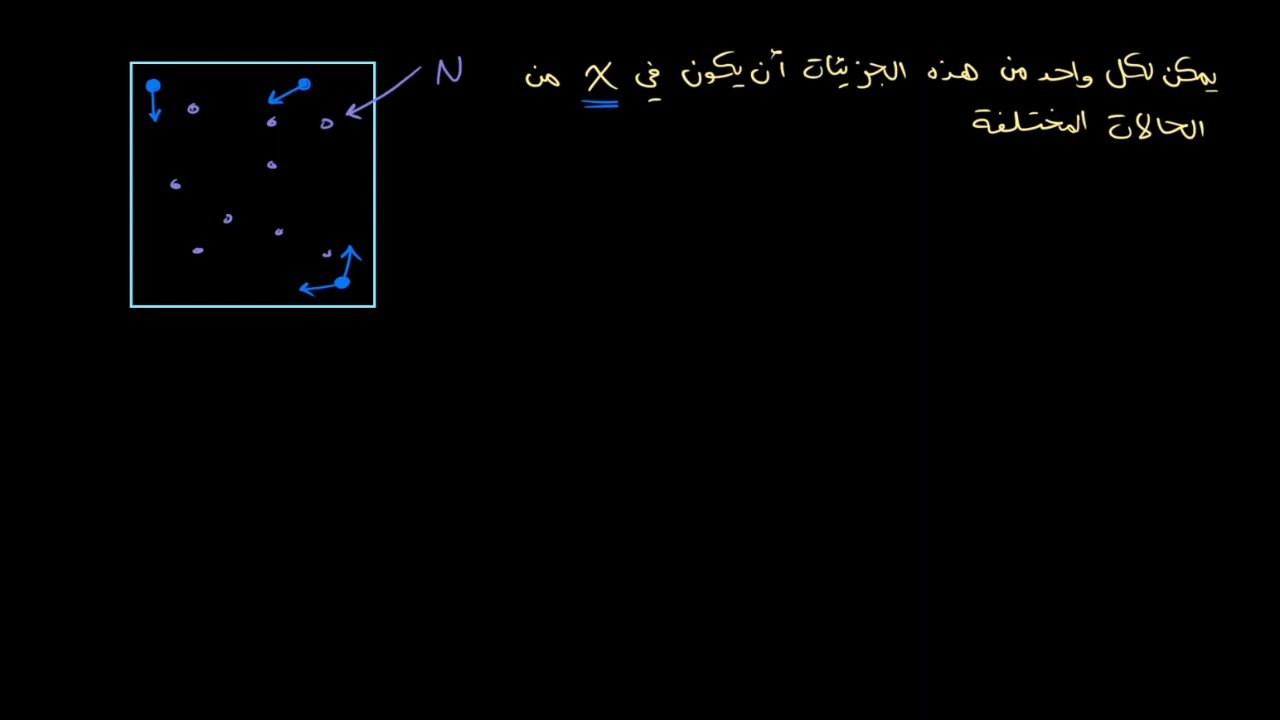 N
يمكن لكل واحد من هذه الجزيئات أن يكون في X من
الحالات المختلفة